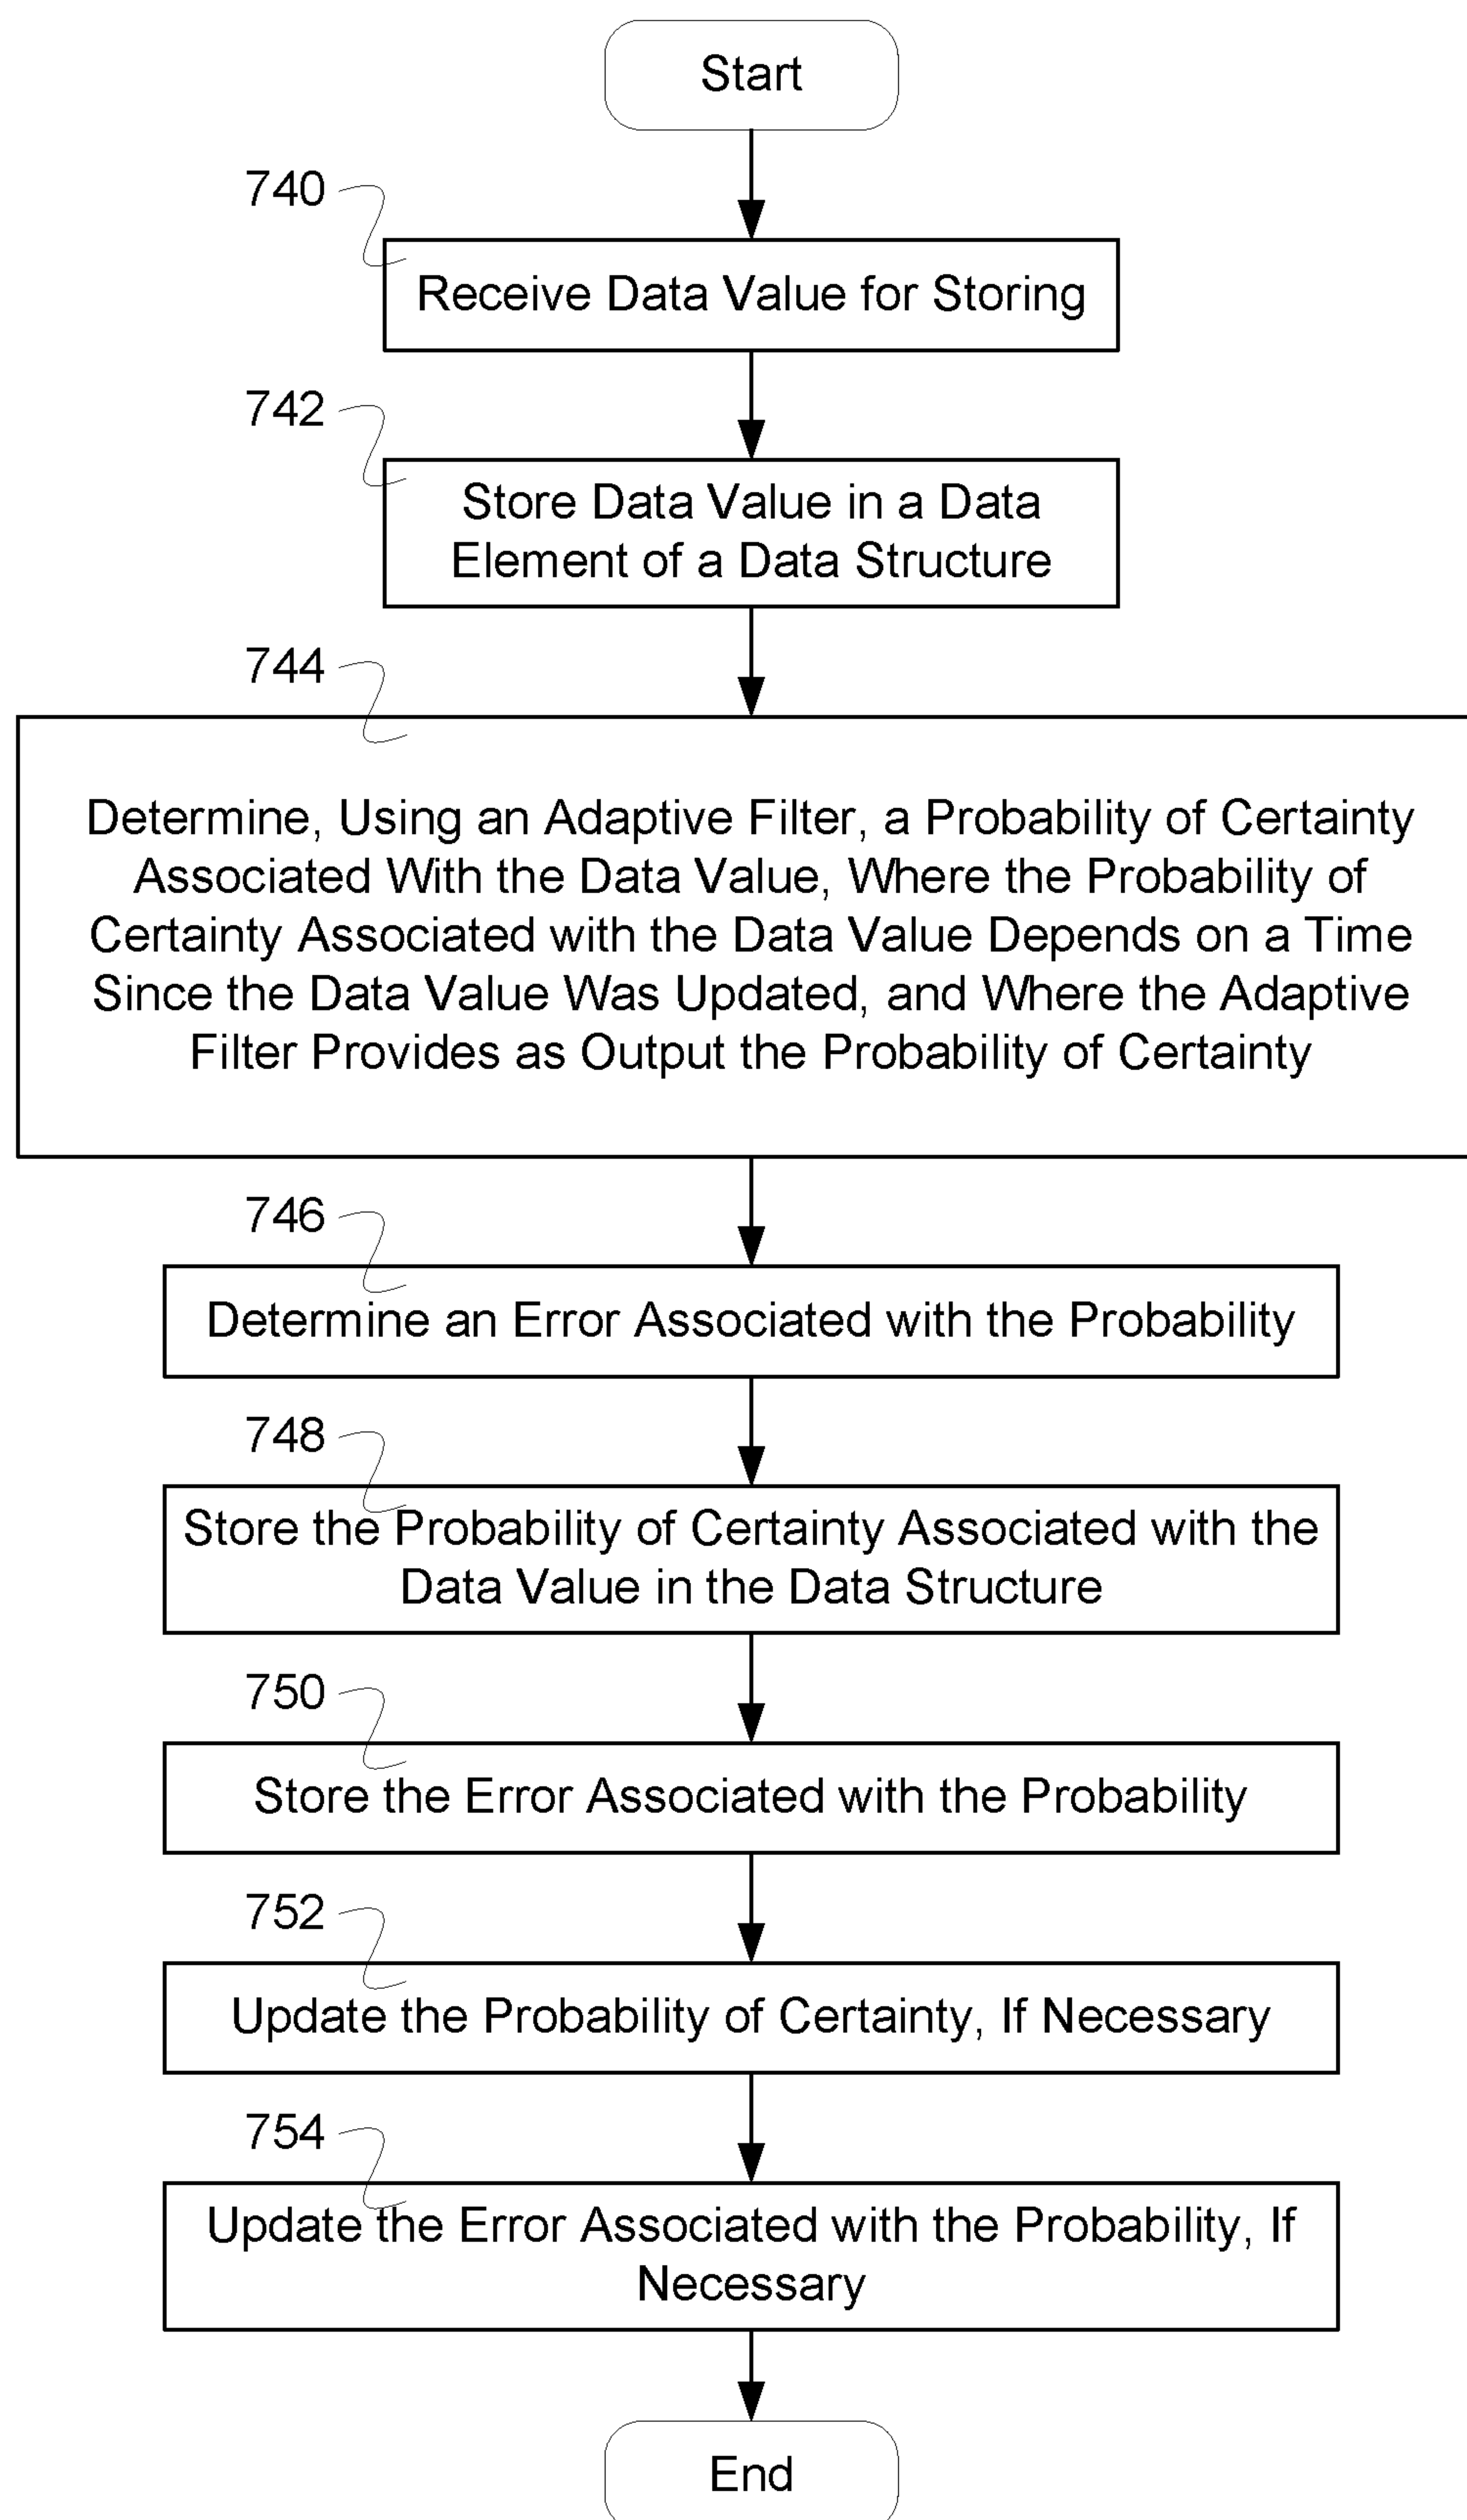 Start
740
Receive Data Value for Storing
742
Store Data Value in a Data
Element of a Data Structure
744
Determine, Using an Adaptive Filter, a Probability of Certainty
Associated With the Data Value, Where the Probability of
Certainty Associated with the Data Value Depends on a Time
Since the Data Value Was Updated, and Where the Adaptive
Filter Provides as Output the Probability of Certainty
746
Determine an Error Associated with the Probability
748
Store the Probability of Certainty Associated with the
Data Value in the Data Structure
750
Store the Error Associated with the Probability
752
Update the Probability of Certainty, If Necessary
754
Update the Error Associated with the Probability, If
Necessary
End